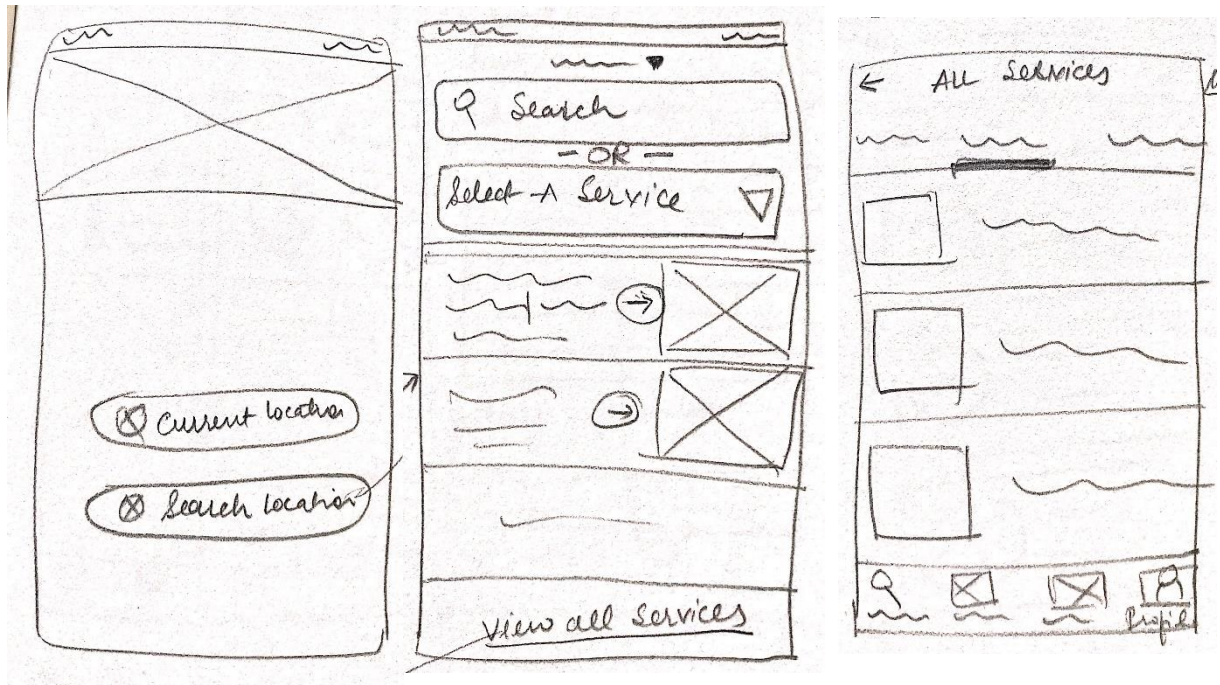 Current location
Search location
Search
- OR -
Select A Service
View all Services
← All Services
Profile